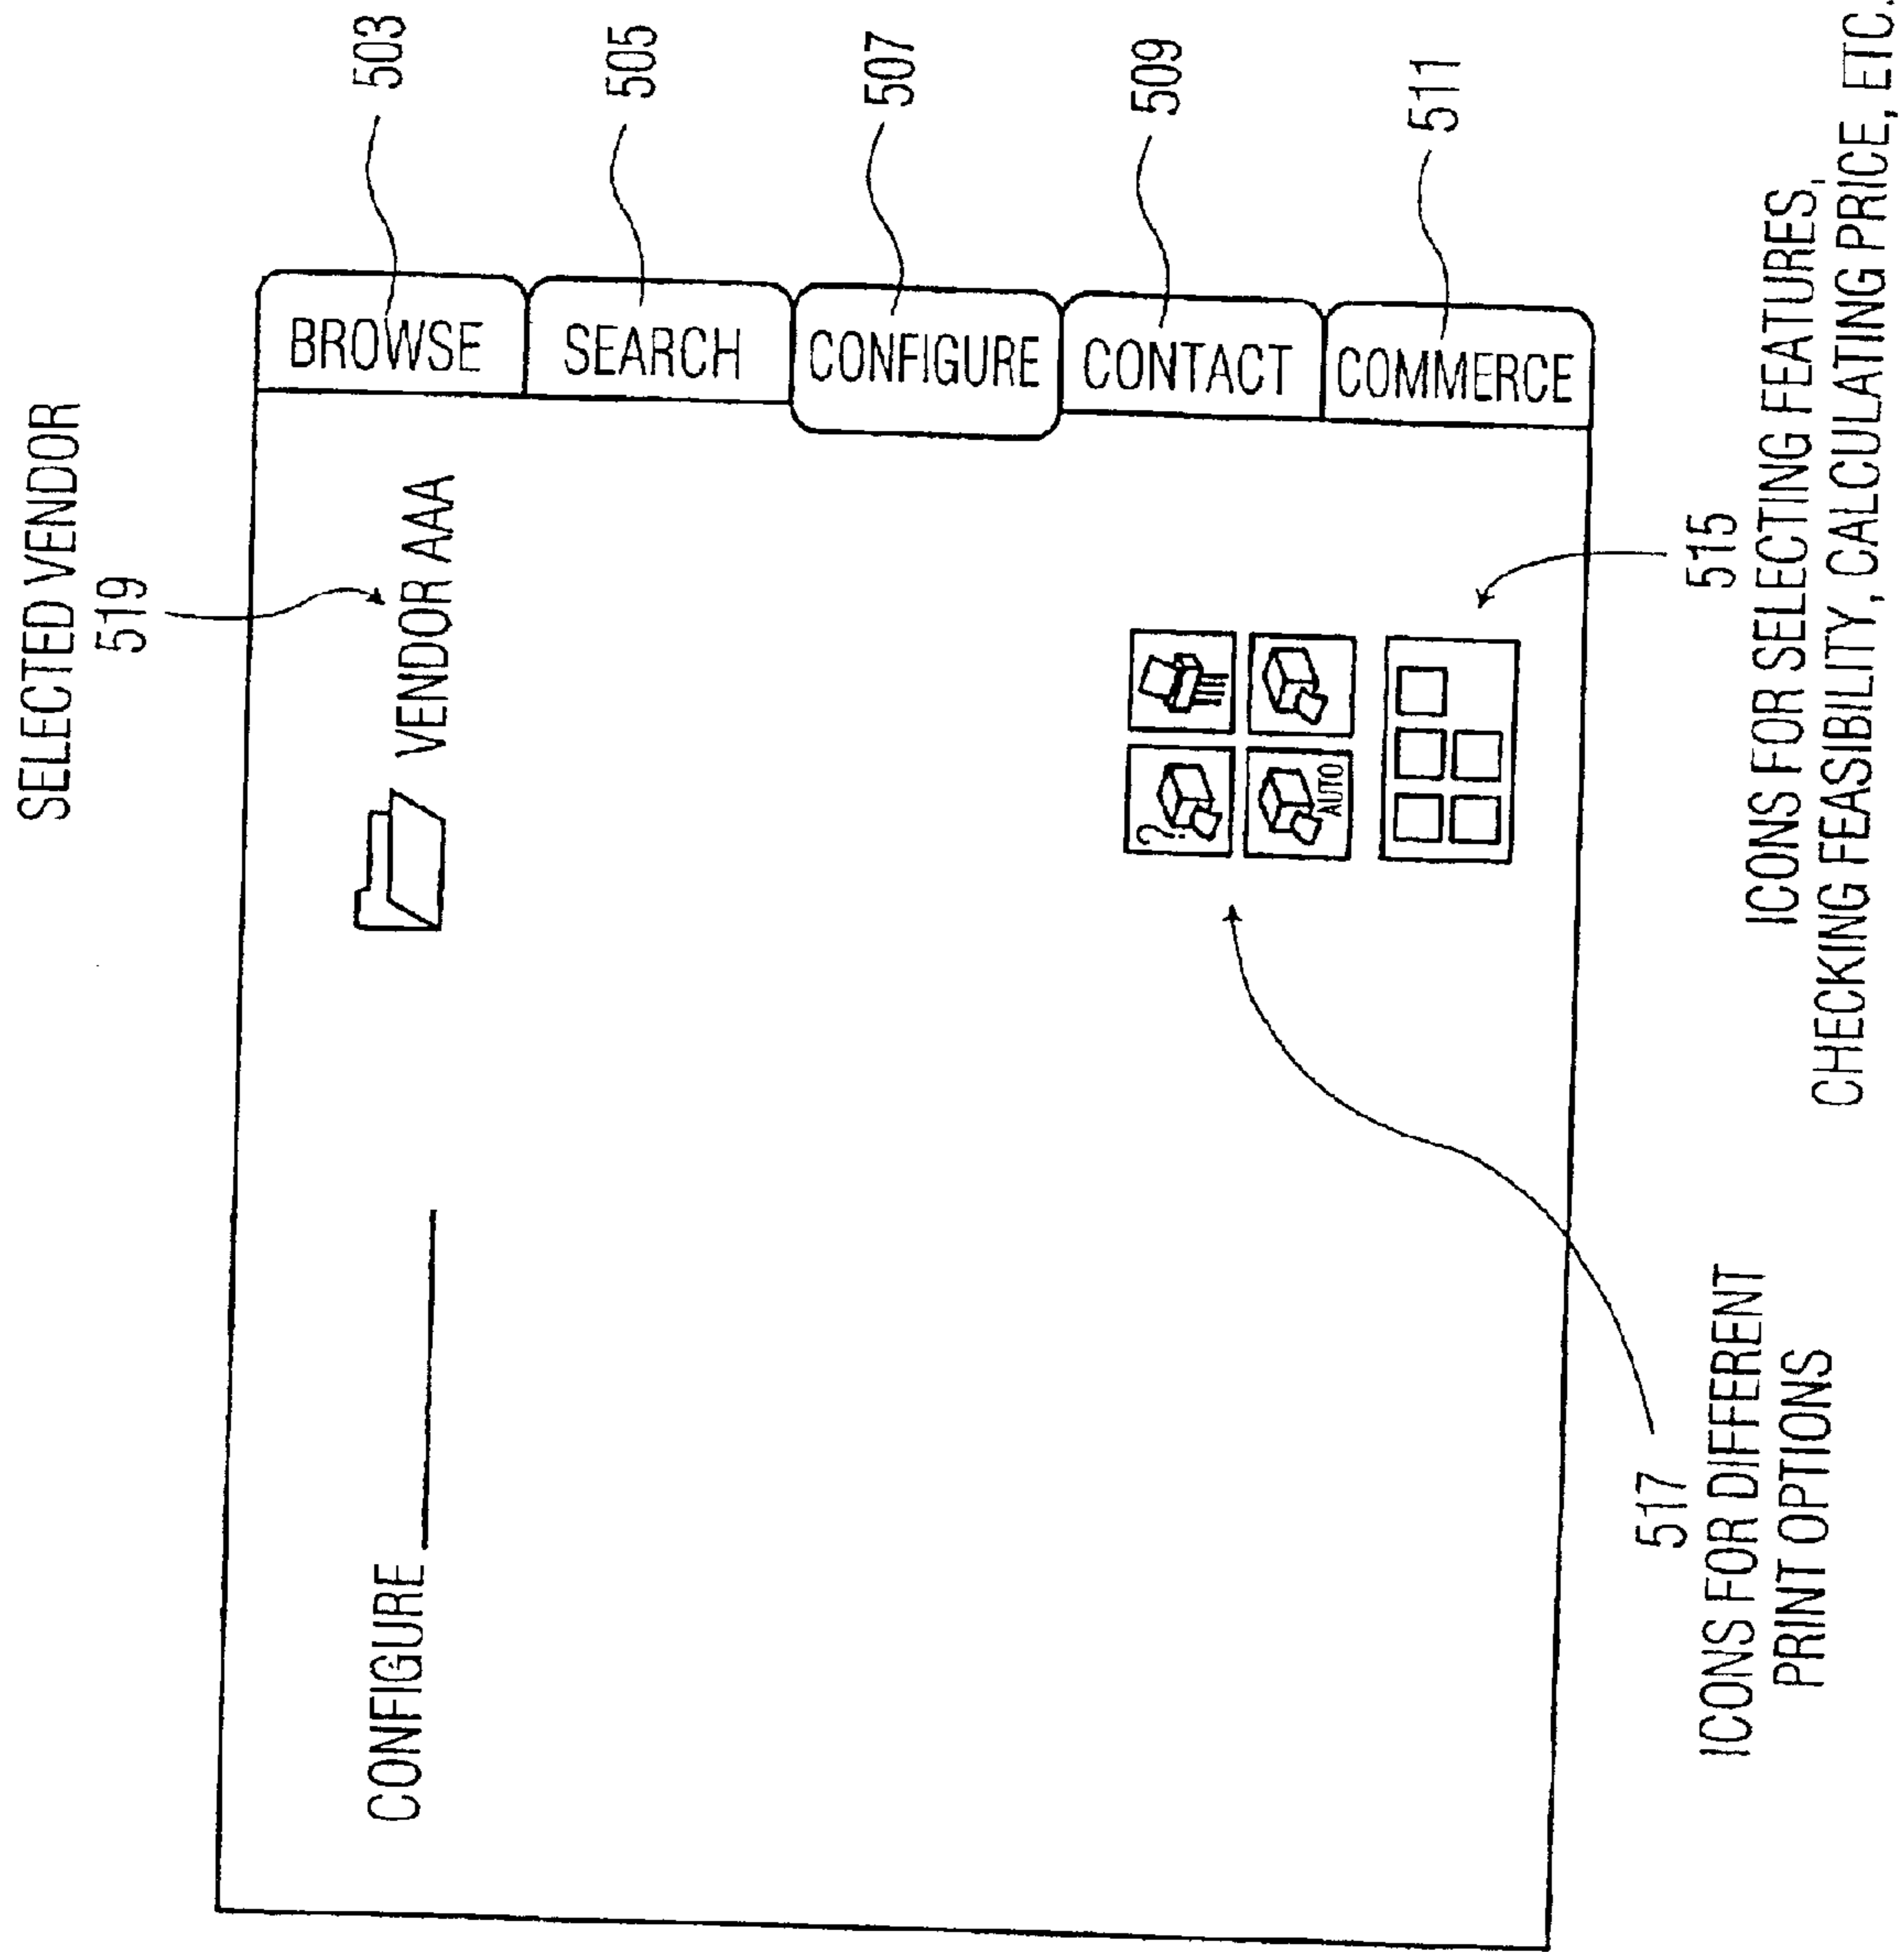 SELECTED VENDOR
519
CONFIGURE
VENDOR AAA
BROWSE
503
SEARCH
505
CONFIGURE
507
CONTACT
509
COMMERCE
511
?
AUTO
517
ICONS FOR DIFFERENT
PRINT OPTIONS
515
ICONS FOR SELECTING FEATURES,
CHECKING FEASIBILITY, CALCULATING PRICE, ETC.